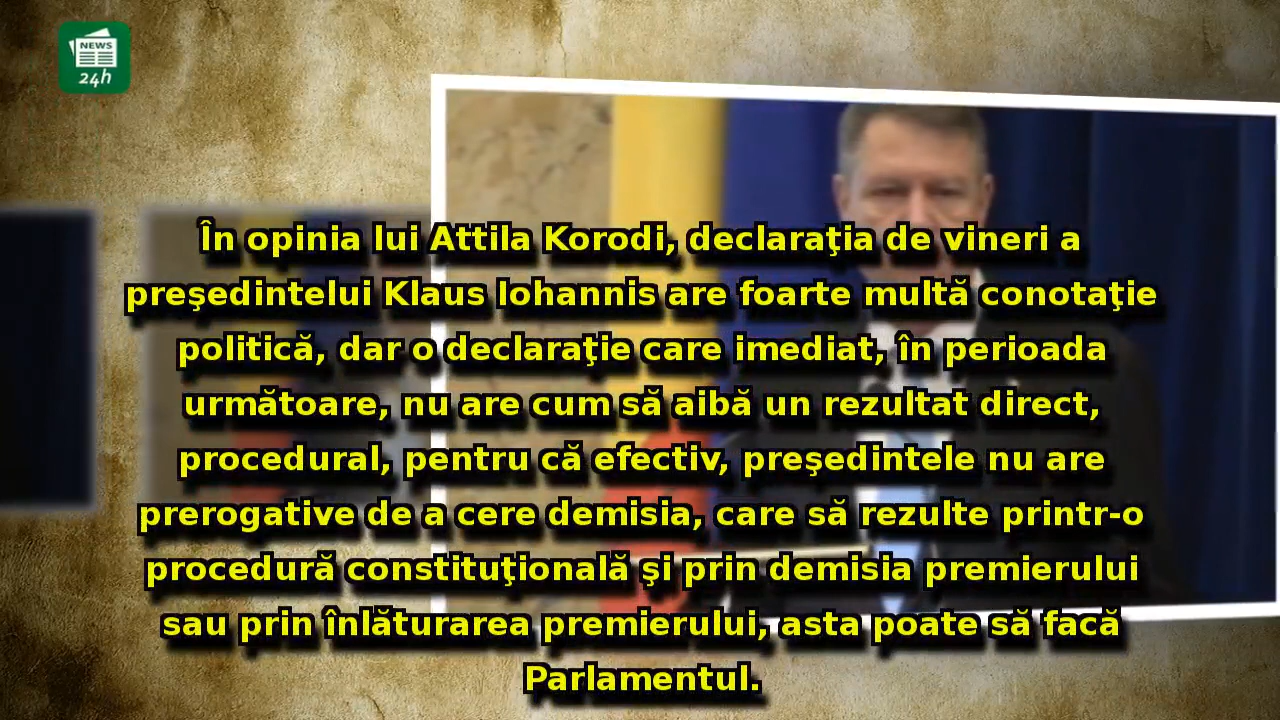 NEWS
24h
În opinia lui Attila Korodi, declaraţia de vineri a
preşedintelui Klaus Iohannis are foarte multă conotaţie
politică, dar o declaraţie care imediat, în perioada
următoare, nu are cum să aibă un rezultat direct,
procedural, pentru că efectiv, preşedintele nu are
prerogative de a cere demisia, care să rezulte printr-o
procedură constituţională şi prin demisia premierului
sau prin înlăturarea premierului, asta poate să facă
Parlamentul.